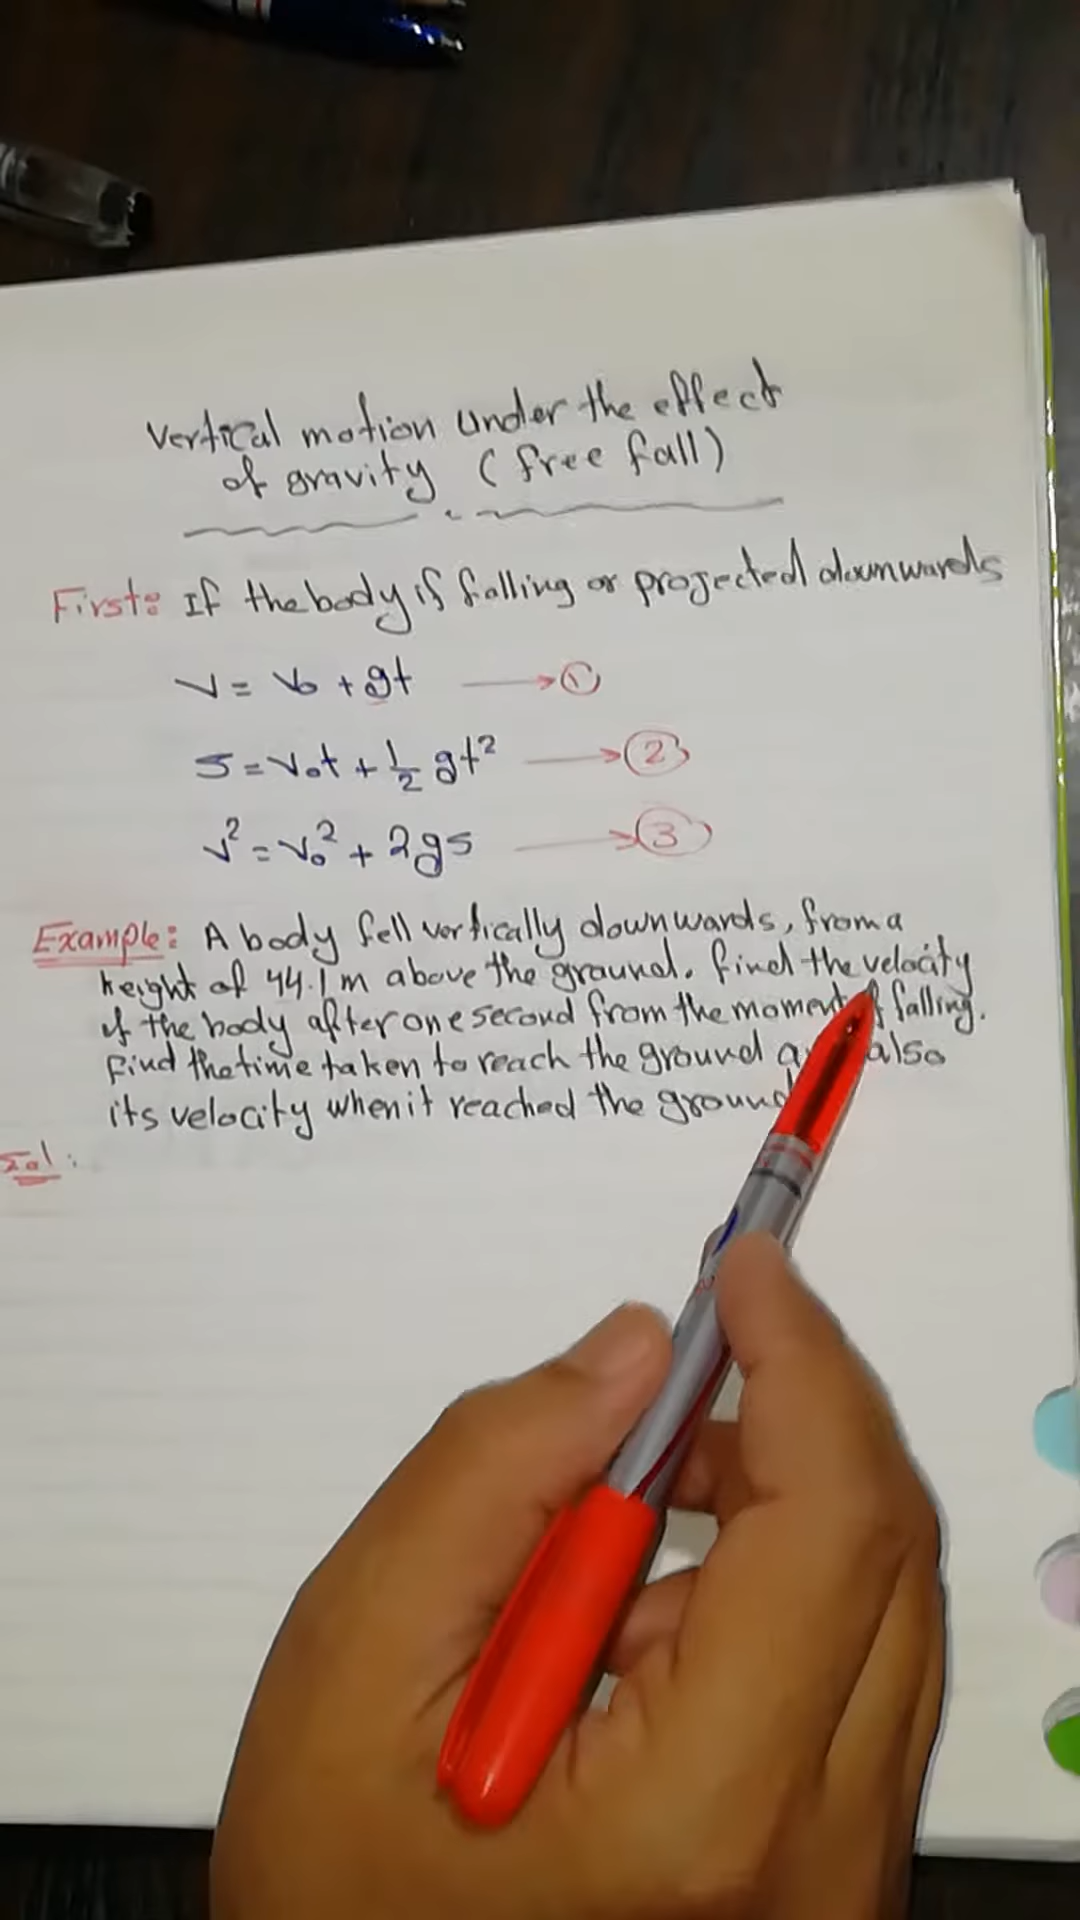 Vertical motion under the effect
of gravity (free fall)
First: If the body if falling or projected downwards
V = V₀ + gt → ①
S = V₀t + 1/2 gt² → ②
V² = V₀² + 2gs → ③
Example: A body fell vertically downwards, from a
height of 44.1 m above the ground. find the velocity
of the body after one second from the moment of falling.
find the time taken to reach the ground also
its velocity when it reached the ground
Sol: